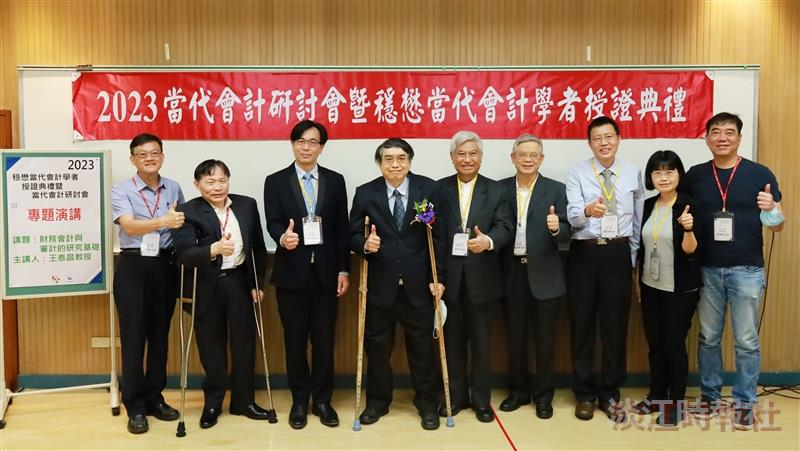 2023當代會計研討會暨穩懋當代會計學者授證典禮
2023
穩懋當代會計學者
授證典禮暨
當代會計研討會
專題演講
講題：財務會計與
審計的研究基礎
主講人：王泰昌教授
淡江時報社